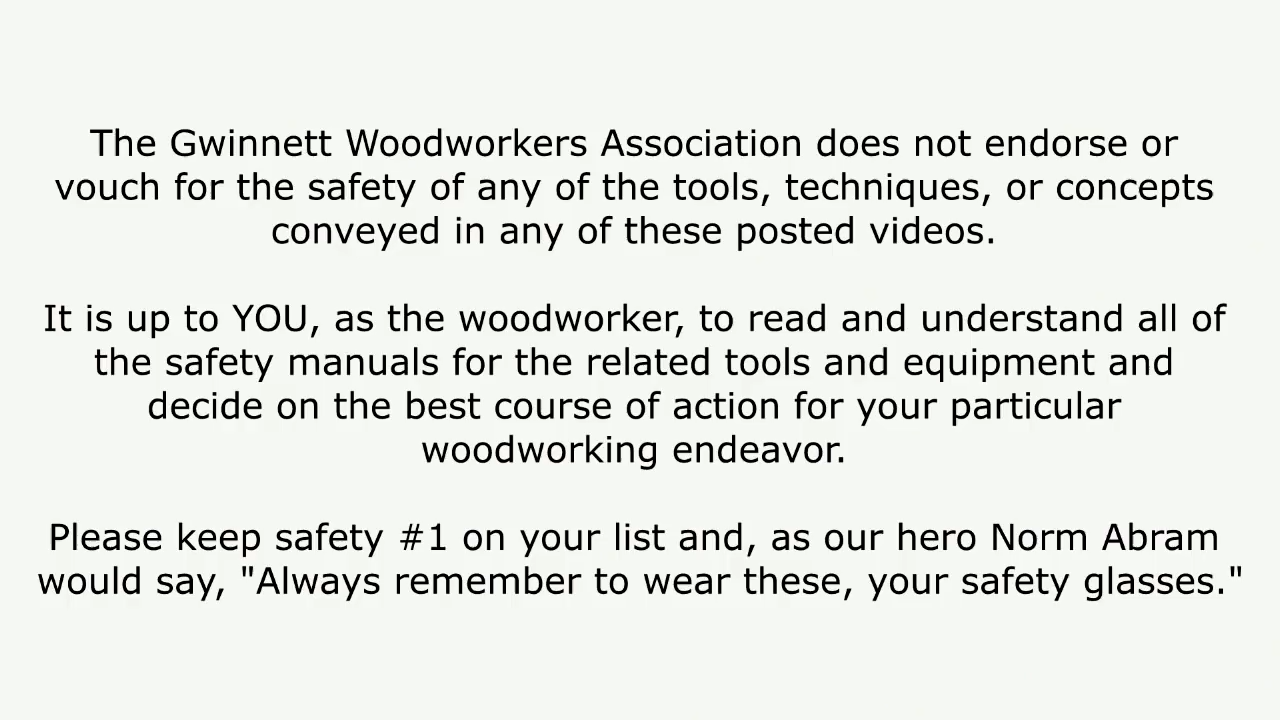 The Gwinnett Woodworkers Association does not endorse or
vouch for the safety of any of the tools, techniques, or concepts
conveyed in any of these posted videos.
It is up to YOU, as the woodworker, to read and understand all of
the safety manuals for the related tools and equipment and
decide on the best course of action for your particular
woodworking endeavor.
Please keep safety #1 on your list and, as our hero Norm Abram
would say, "Always remember to wear these, your safety glasses."